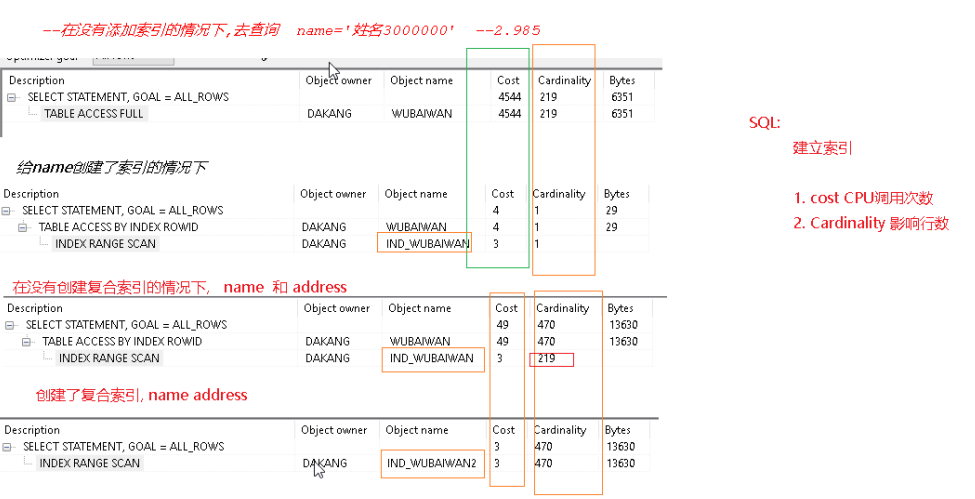 --在没有添加索引的情况下,去查询 name='姓名3000000' --2.985
Description Object owner Object name Cost Cardinality Bytes
SELECT STATEMENT, GOAL = ALL_ROWS 4544 219 6351
TABLE ACCESS FULL DAKANG WUBAIWAN 4544 219 6351
给name创建了索引的情况下
Description Object owner Object name Cost Cardinality Bytes
SELECT STATEMENT, GOAL = ALL_ROWS 4 1 29
TABLE ACCESS BY INDEX ROWID DAKANG WUBAIWAN 4 1 29
INDEX RANGE SCAN DAKANG IND_WUBAIWAN 3 1
在没有创建复合索引的情况下, name 和 address
Description Object owner Object name Cost Cardinality Bytes
SELECT STATEMENT, GOAL = ALL_ROWS 49 470 13630
TABLE ACCESS BY INDEX ROWID DAKANG WUBAIWAN 49 470 13630
INDEX RANGE SCAN DAKANG IND_WUBAIWAN 3 219
创建了复合索引, name address
Description Object owner Object name Cost Cardinality Bytes
SELECT STATEMENT, GOAL = ALL_ROWS 3 470 13630
INDEX RANGE SCAN DAKANG IND_WUBAIWAN2 3 470 13630
SQL:
建立索引
1. cost CPU调用次数
2. Cardinality 影响行数